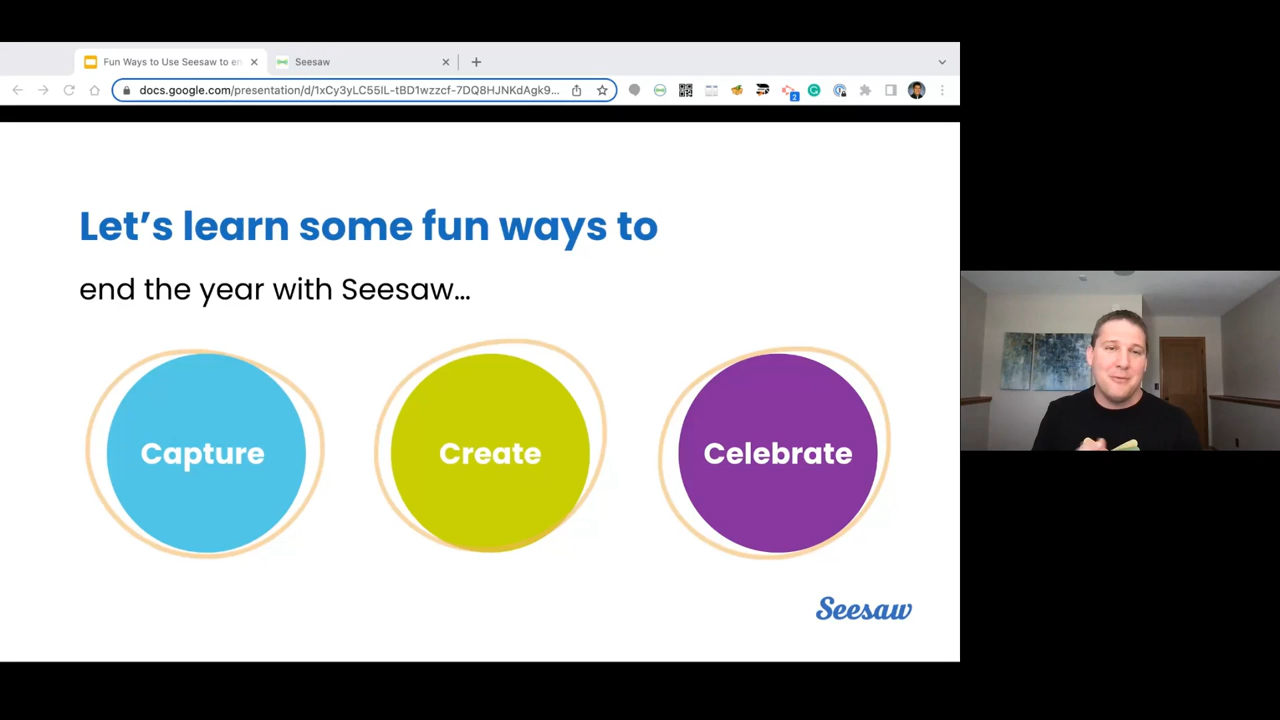 Fun Ways to Use Seesaw to en
Seesaw
docs.google.com/presentation/d/1xCy3yLC55IL-tBD1wzzcf-7DQ8HJNKdAgk9...
2
Let’s learn some fun ways to
end the year with Seesaw...
Capture
Create
Celebrate
Seesaw